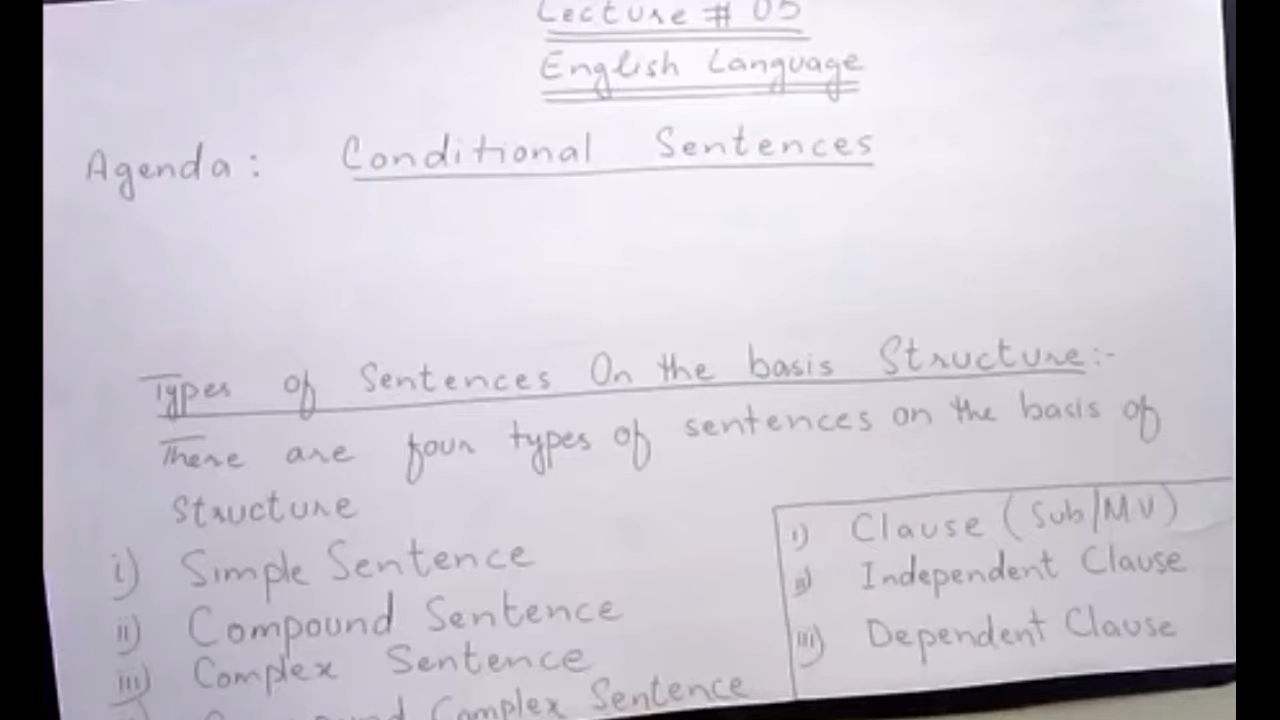 Lecture # 05
English Language
Agenda: Conditional Sentences
Types of Sentences On the basis Structure:-
There are four types of sentences on the basis of
structure
i) Simple Sentence
ii) Compound Sentence
iii) Complex Sentence
Compound Complex Sentence
i) Clause (Sub/MV)
ii) Independent Clause
iii) Dependent Clause